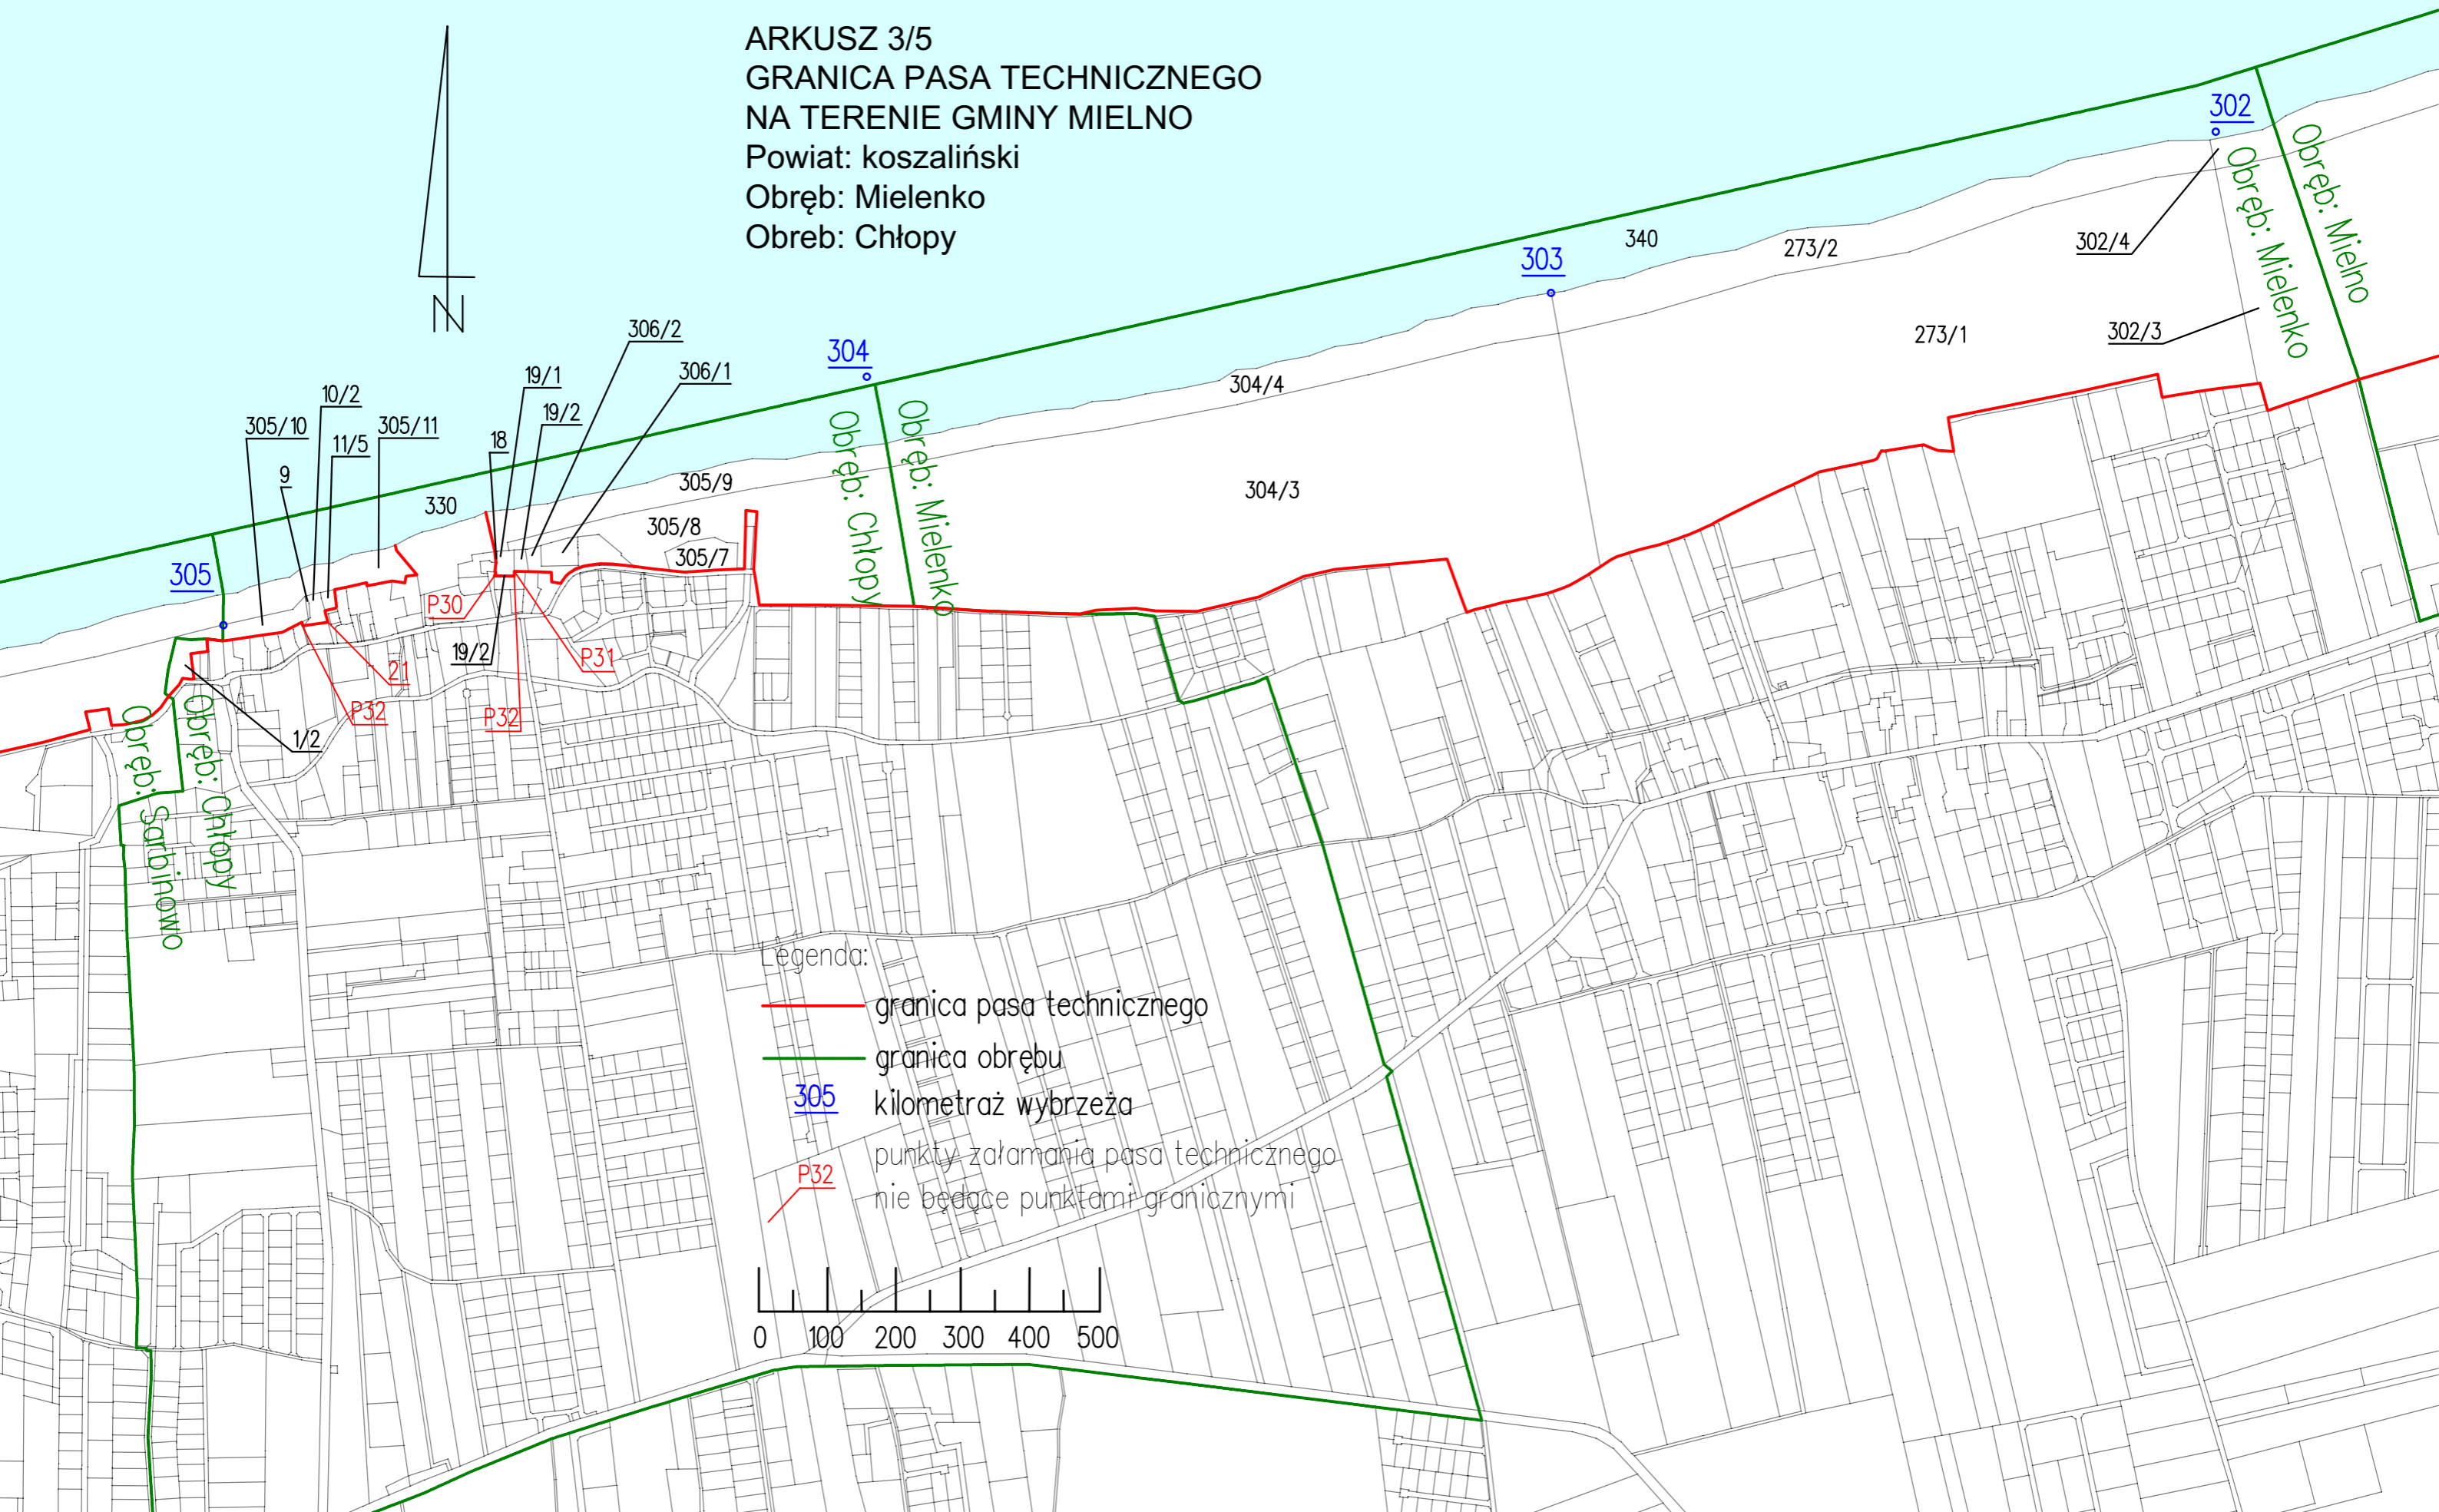 ARKUSZ 3/5
GRANICA PASA TECHNICZNEGO
NA TERENIE GMINY MIELNO
Powiat: koszaliński
Obręb: Mielenko
Obreb: Chłopy
N
302
Obręb: Mielno
Obręb: Mielenko
302/4
340
273/2
303
273/1
302/3
306/2
304
306/1
19/1
304/4
10/2
19/2
305/10
305/11
11/5
18
9
305/9
330
304/3
Obręb: Chłopy
Obręb: Mielenko
305/8
305/7
305
P30
19/2
P31
21
P32
P32
1/2
Obręb: Chłopy
Obręb: Sarbinowo
Legenda:
granica pasa technicznego
granica obrębu
305 kilometraż wybrzeża
punkty załamania pasa technicznego
P32
nie będące punktami granicznymi
0 100 200 300 400 500